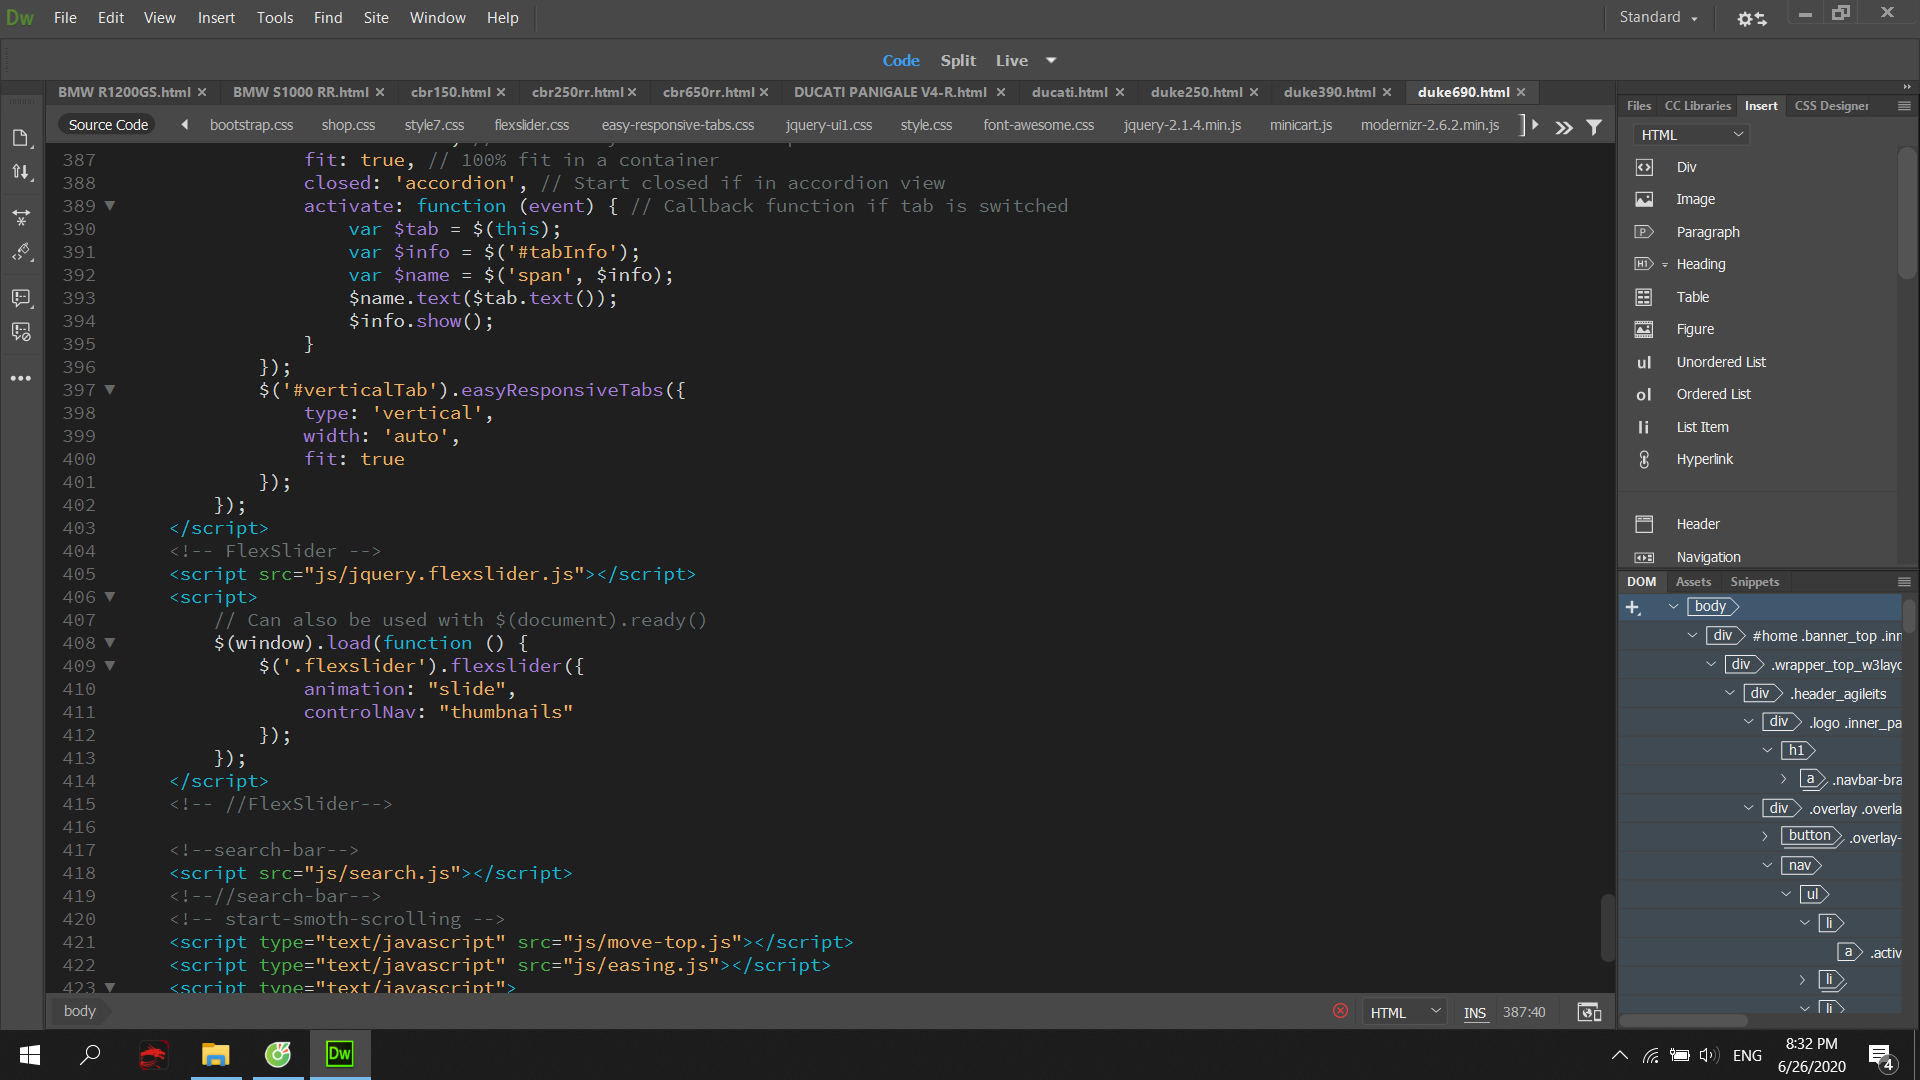 Dw File Edit View Insert Tools Find Site Window Help Standard
Code Split Live
BMW R1200GS.html BMW S1000 RR.html cbr150.html cbr250rr.html cbr650rr.html DUCATI PANIGALE V4-R.html ducati.html duke250.html duke390.html duke690.html
Source Code bootstrap.css shop.css style7.css flexslider.css easy-responsive-tabs.css jquery-ui1.css style.css font-awesome.css jquery-2.1.4.min.js minicart.js modernizr-2.6.2.min.js
387 fit: true, // 100% fit in a container
388 closed: 'accordion', // Start closed if in accordion view
389 activate: function (event) { // Callback function if tab is switched
390 var $tab = $(this);
391 var $info = $('#tabInfo');
392 var $name = $('span', $info);
393 $name.text($tab.text());
394 $info.show();
395 }
396 });
397 $('#verticalTab').easyResponsiveTabs({
398 type: 'vertical',
399 width: 'auto',
400 fit: true
401 });
402 });
403 </script>
404 <!-- FlexSlider -->
405 <script src="js/jquery.flexslider.js"></script>
406 <script>
407 // Can also be used with $(document).ready()
408 $(window).load(function () {
409 $('.flexslider').flexslider({
410 animation: "slide",
411 controlNav: "thumbnails"
412 });
413 });
414 </script>
415 <!-- //FlexSlider-->
416
417 <!--search-bar-->
418 <script src="js/search.js"></script>
419 <!--//search-bar-->
420 <!-- start-smoth-scrolling -->
421 <script type="text/javascript" src="js/move-top.js"></script>
422 <script type="text/javascript" src="js/easing.js"></script>
423 <script type="text/javascript">
body HTML INS 387:40
Files CC Libraries Insert CSS Designer
HTML
Div
Image
Paragraph
H1 Heading
Table
Figure
ul Unordered List
ol Ordered List
li List Item
Hyperlink
Header
Navigation
DOM Assets Snippets
body
div #home .banner_top .inn
div .wrapper_top_w3layo
div .header_agileits
div .logo .inner_pa
h1
a .navbar-bra
div .overlay .overla
button .overlay-
nav
ul
li
a .activ
li
li
Dw ENG 8:32 PM
6/26/2020 4